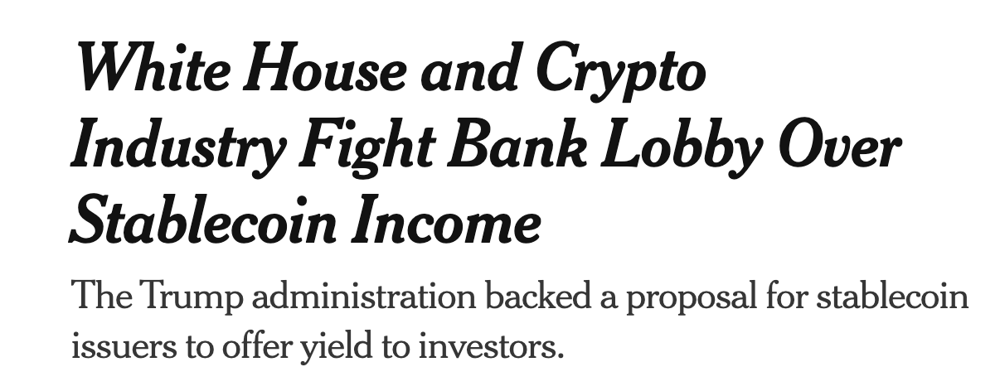 White House and Crypto
Industry Fight Bank Lobby Over
Stablecoin Income
The Trump administration backed a proposal for stablecoin
issuers to offer yield to investors.